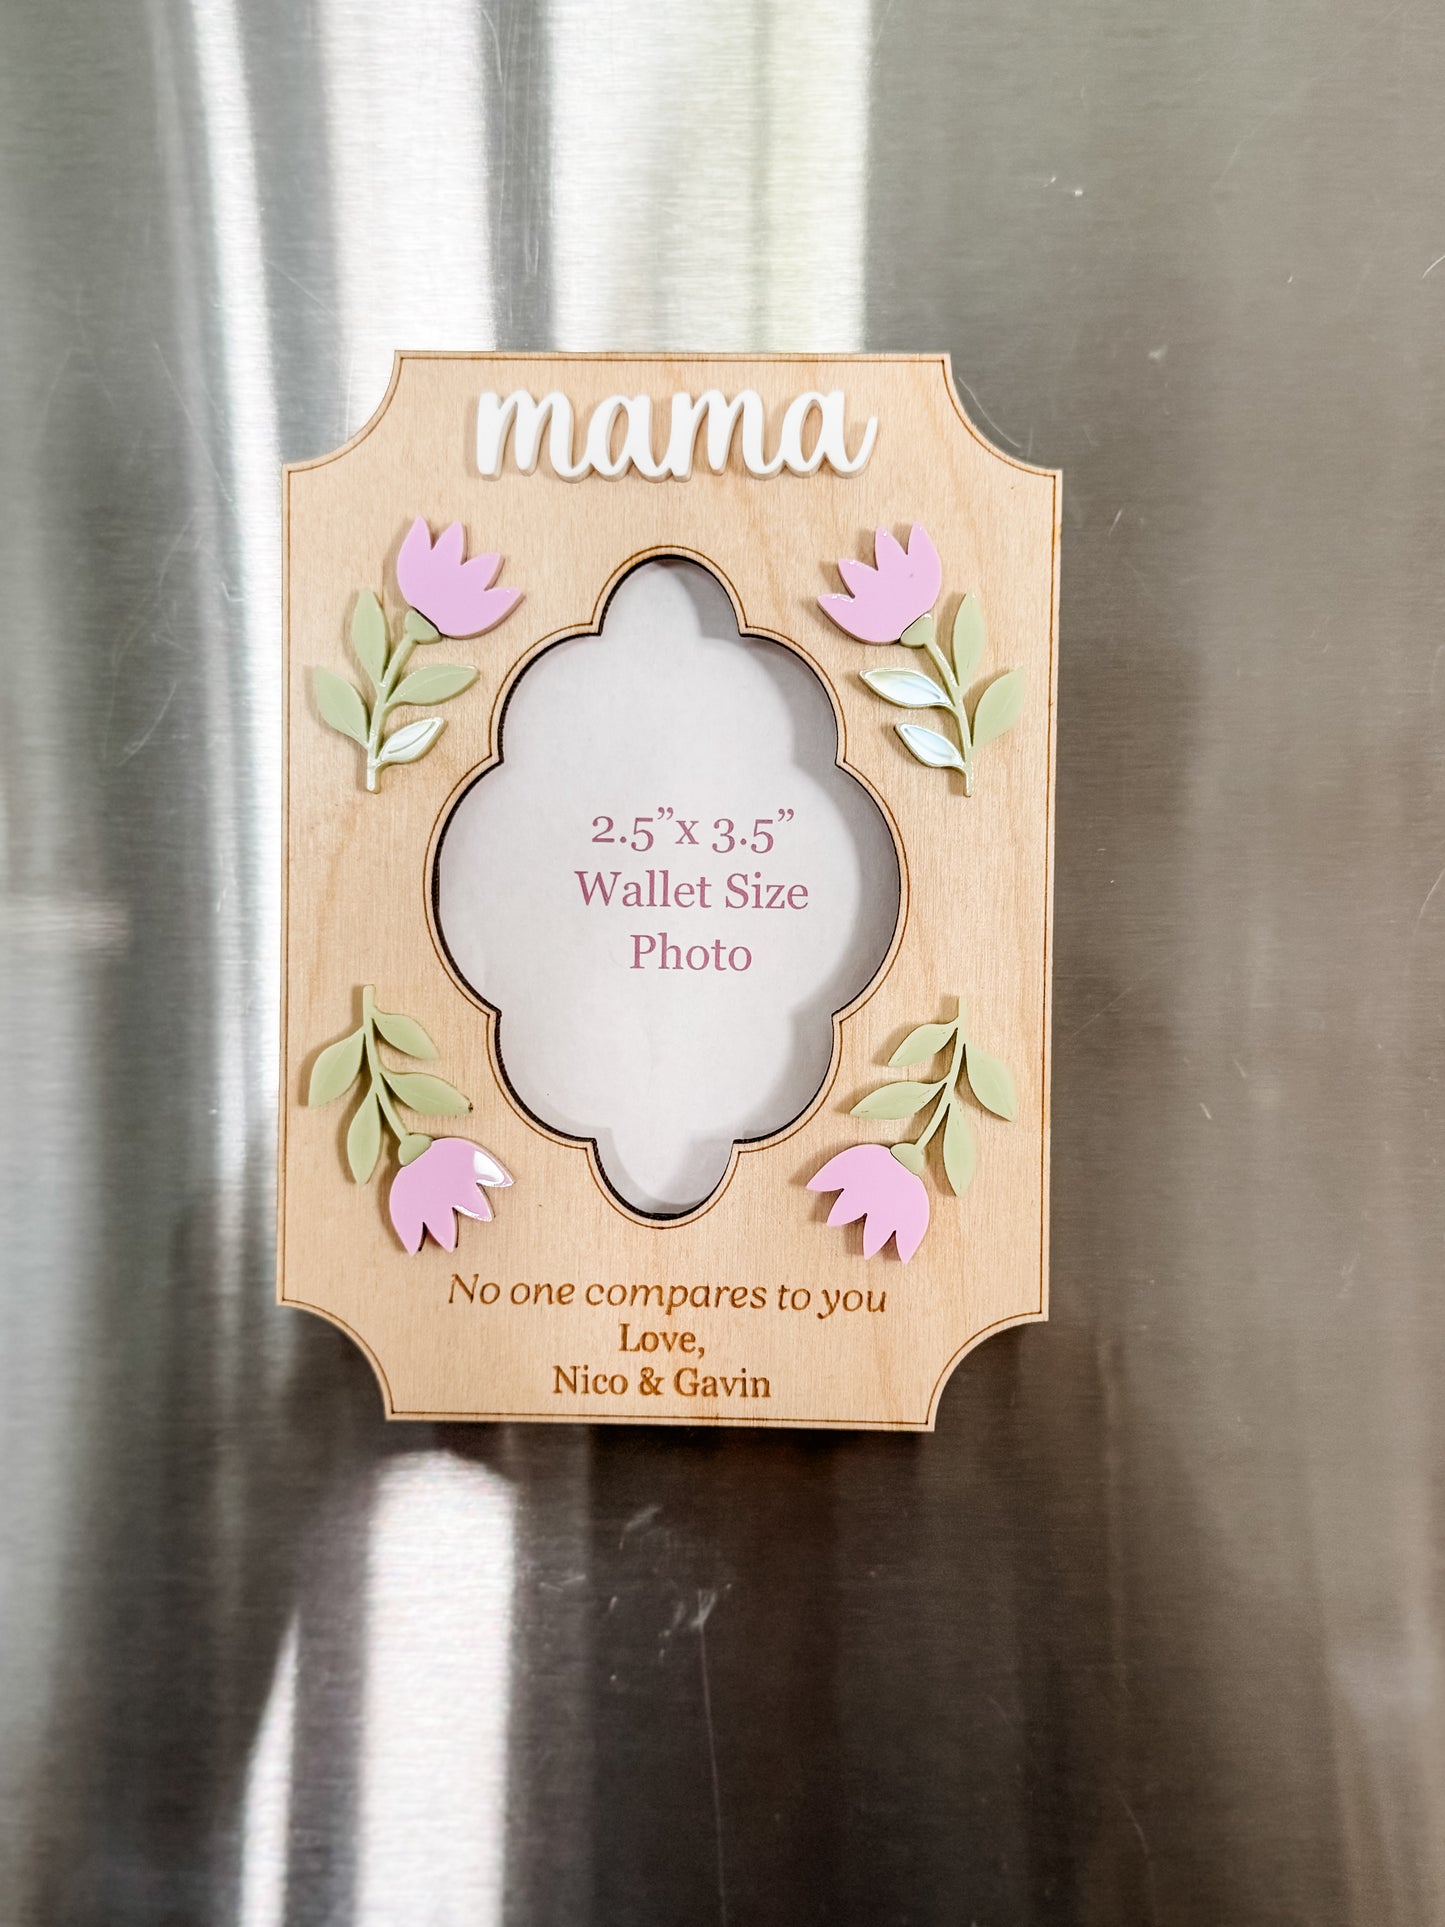 mama
2.5”x 3.5”
Wallet Size
Photo
No one compares to you
Love,
Nico & Gavin